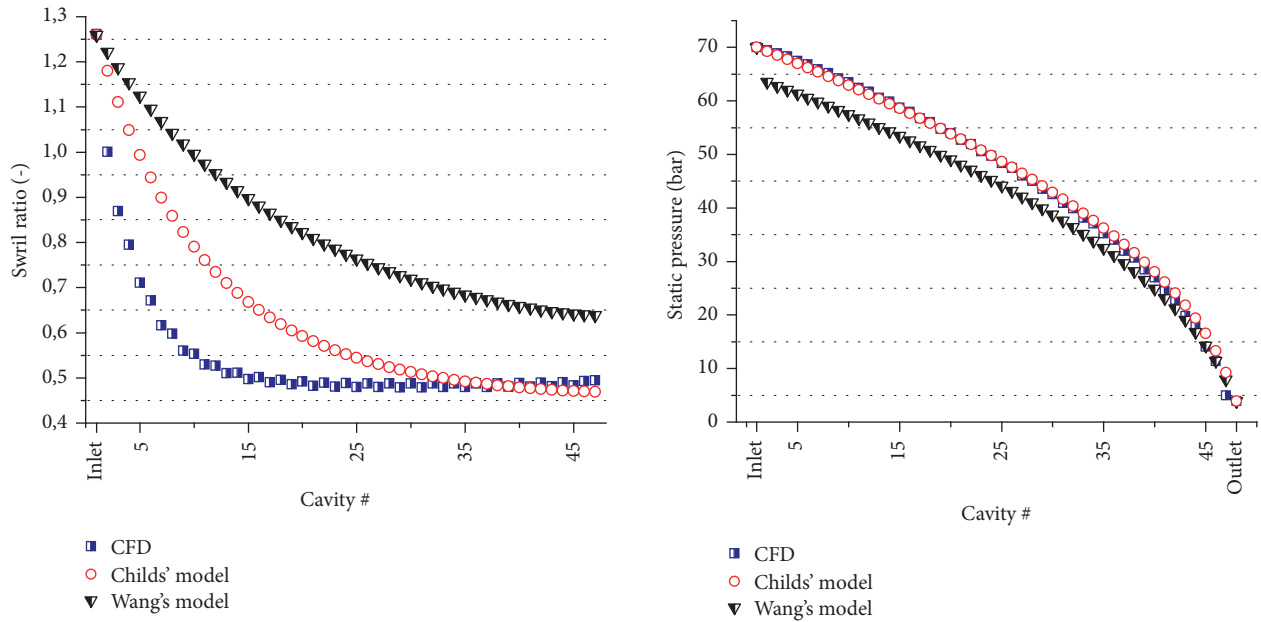 1,3
1,2
1,1
1,0
0,9
0,8
0,7
0,6
0,5
0,4
Swril ratio (-)
Inlet
5
15
25
35
45
Cavity #
CFD
Childs' model
Wang's model
70
60
50
40
30
20
10
0
Static pressure (bar)
Inlet
5
15
25
35
45
Outlet
Cavity #
CFD
Childs' model
Wang's model